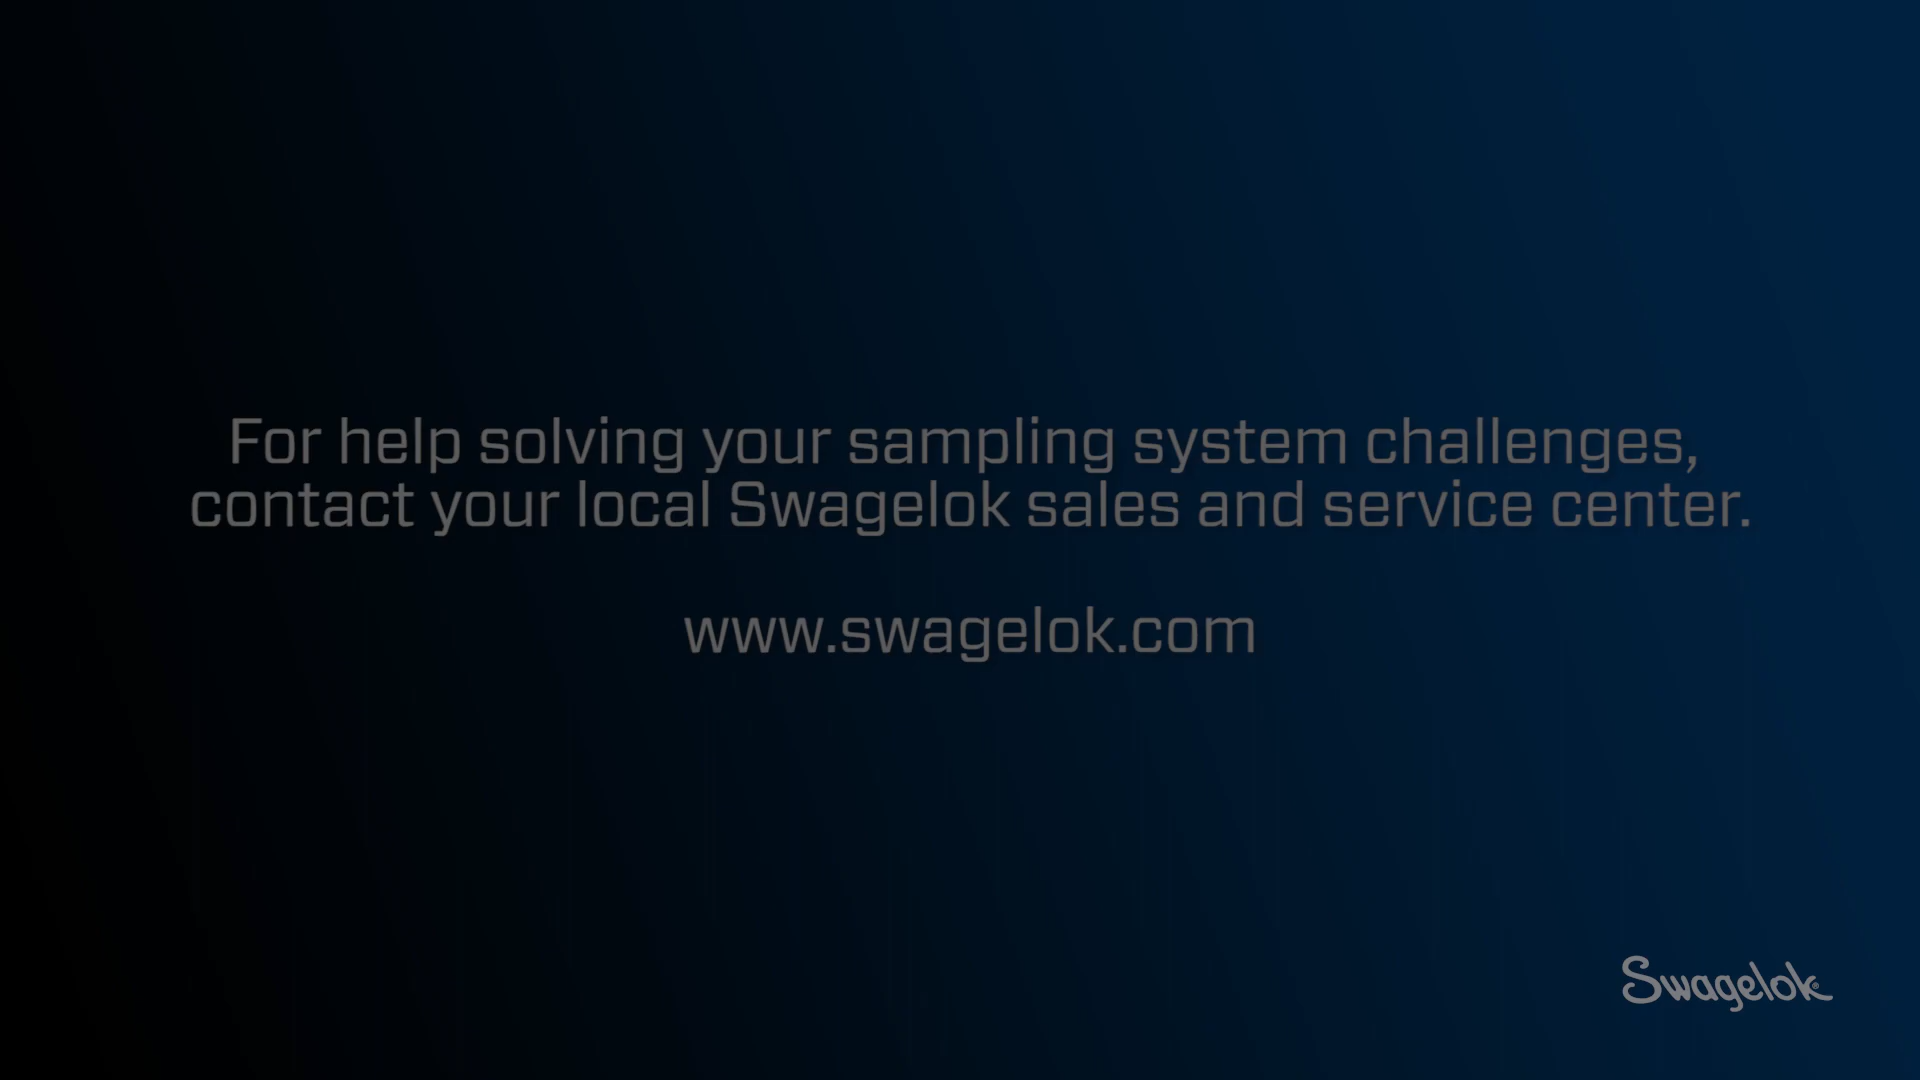 For help solving your sampling system challenges,
contact your local Swagelok sales and service center.
www.swagelok.com
Swagelok®